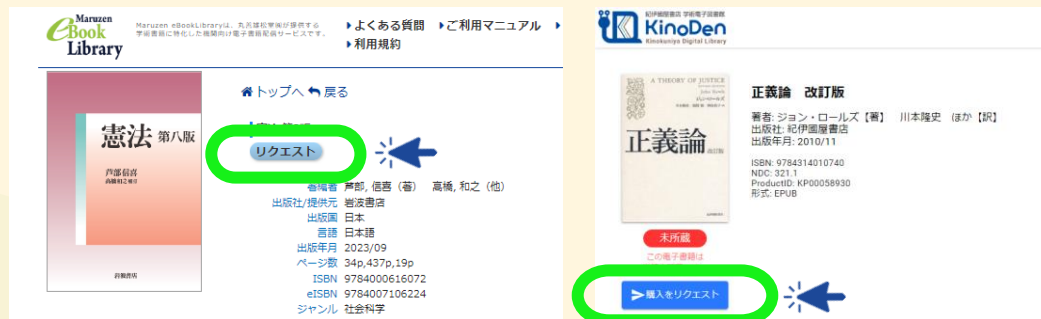 Maruzen
eBook
Library
Maruzen eBookLibraryは、丸善雄松堂㈱が提供する
学術書籍に特化した機関向け電子書籍配信サービスです。
よくある質問 ご利用マニュアル
利用規約
トップへ 戻る
リクエスト
憲法 第八版
芦部信喜
高橋和之補訂
岩波書店
著編者 芦部, 信喜（著） 高橋, 和之（他）
出版社/提供元 岩波書店
出版国 日本
言語 日本語
出版年月 2023/09
ページ数 34p,437p,19p
ISBN 9784000616072
eISBN 9784007106224
ジャンル 社会科学
紀伊國屋書店 学術電子図書館
KinoDen
Kinokuniya Digital Library
A THEORY OF JUSTICE
正義論 改訂版
正義論 改訂版
著者: ジョン・ロールズ【著】 川本隆史 ほか【訳】
出版社: 紀伊國屋書店
出版年月: 2010/11
ISBN: 9784314010740
NDC: 321.1
ProductID: KP00058930
形式: EPUB
未所蔵
この電子書籍は
購入をリクエスト